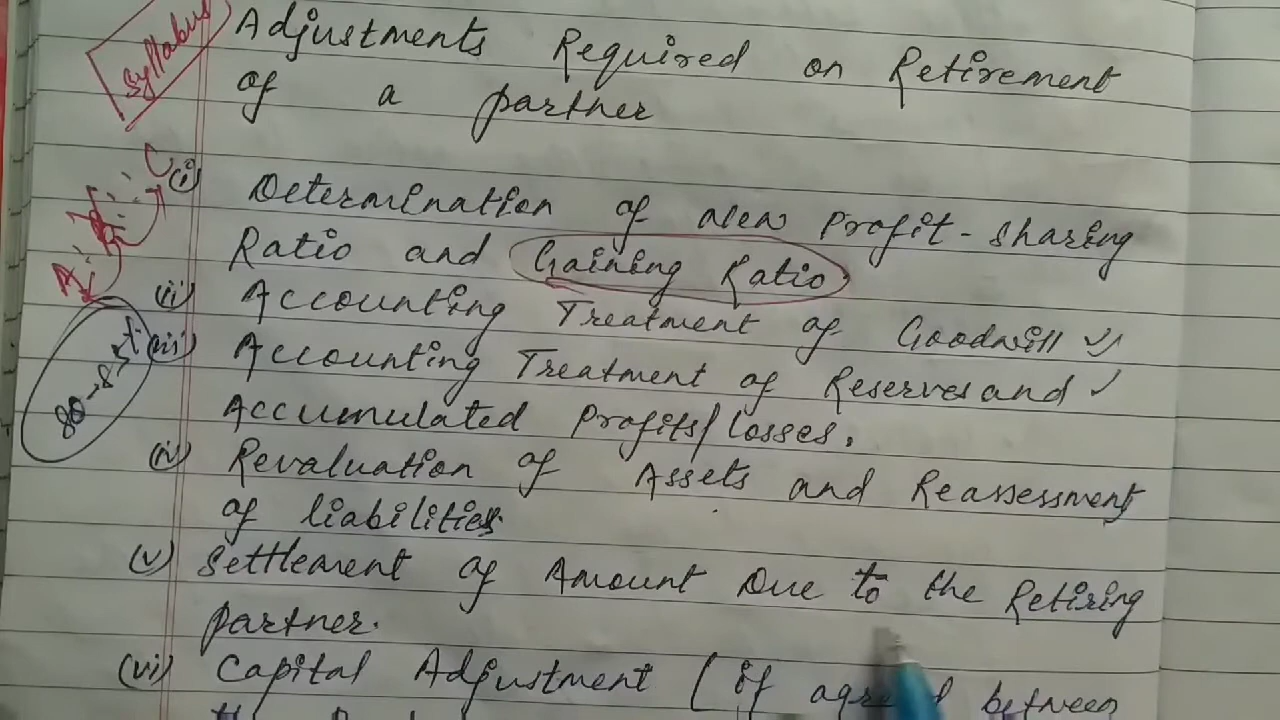 Syllabus
Adjustments Required on Retirement
of a partner
(i) Determination of New Profit-sharing
Ratio and Gaining Ratio
(ii) Accounting Treatment of Goodwill
(iii) Accounting Treatment of Reserves and
Accumulated Profits/Losses.
(iv) Revaluation of Assets and Reassessment
of liabilities
(v) Settlement of Amount Due to the Retiring
partner.
(vi) Capital Adjustment (if agreed between